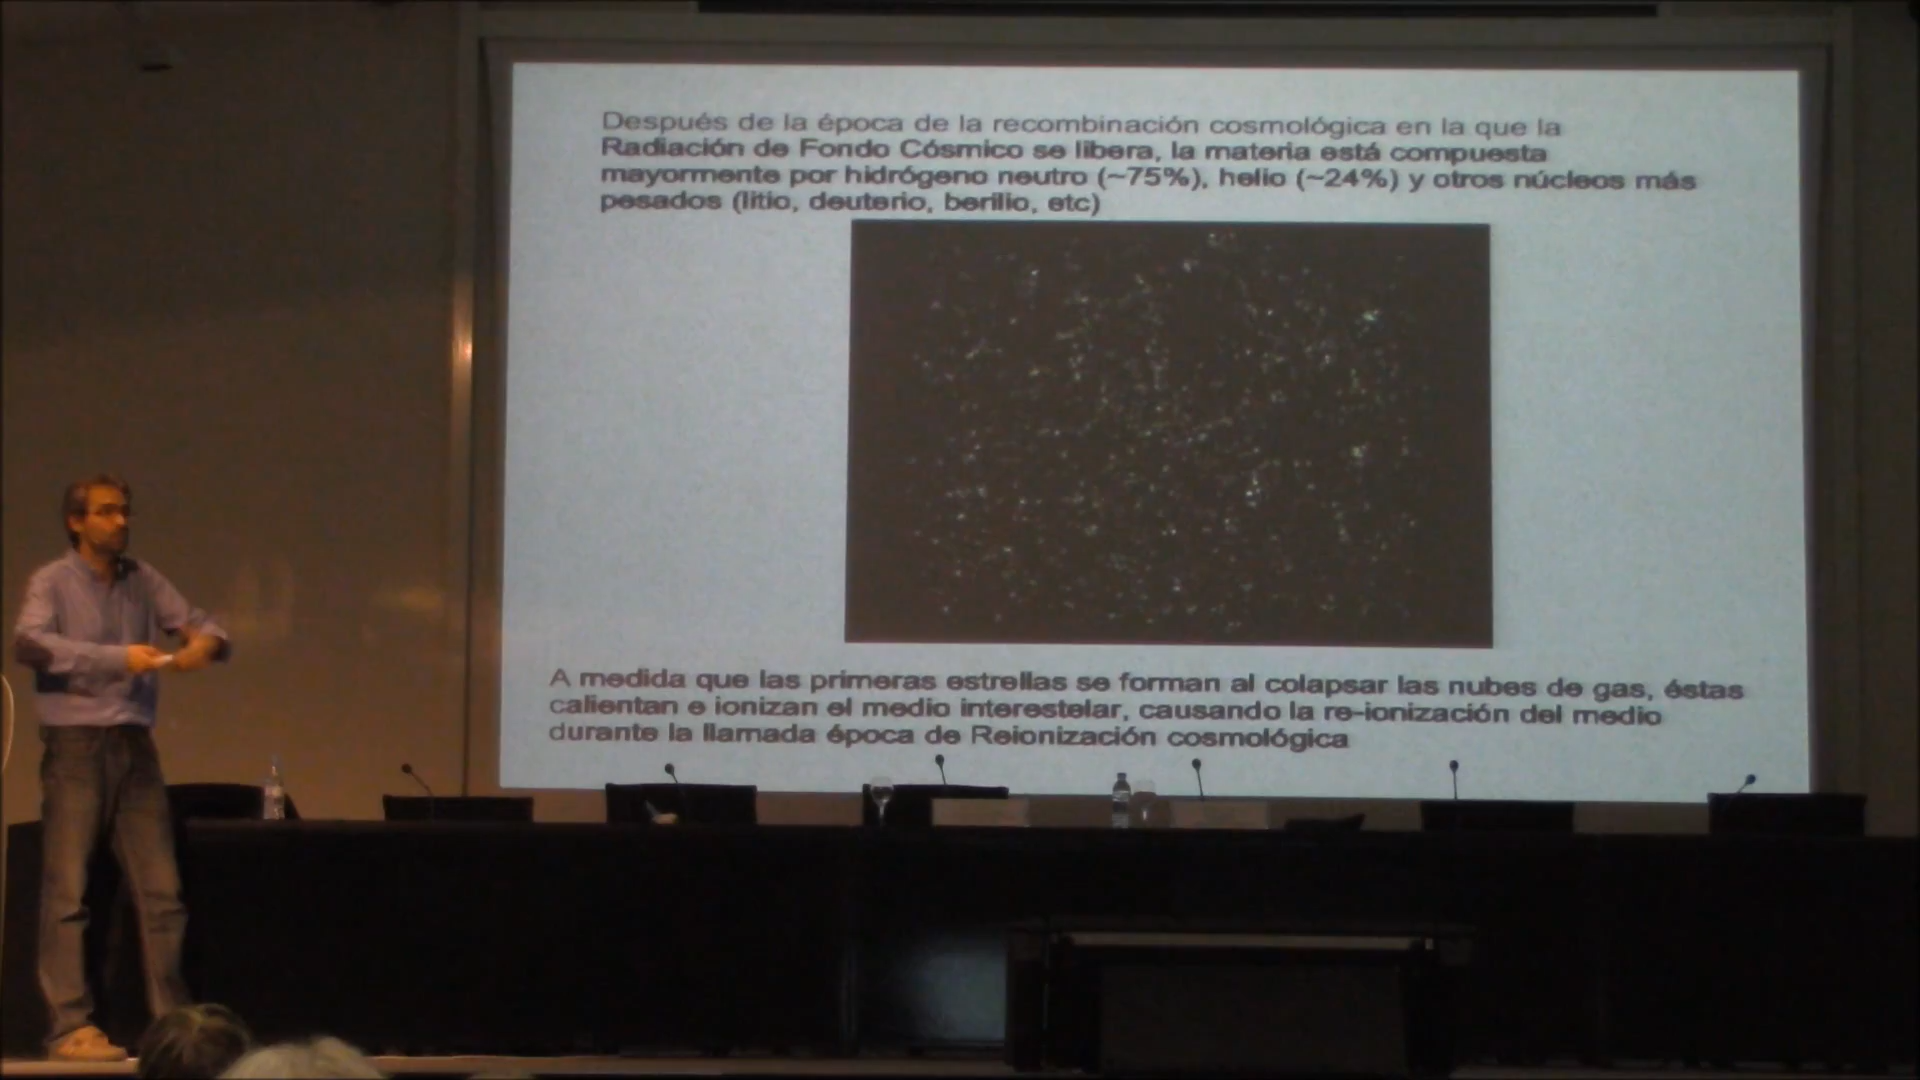 Después de la época de la recombinación cosmológica en la que la
Radiación de Fondo Cósmico se libera, la materia está compuesta
mayormente por hidrógeno neutro (~75%), helio (~24%) y otros núcleos más
pesados (litio, deuterio, berilio, etc)
A medida que las primeras estrellas se forman al colapsar las nubes de gas, éstas
calientan e ionizan el medio interestelar, causando la re-ionización del medio
durante la llamada época de Reionización cosmológica